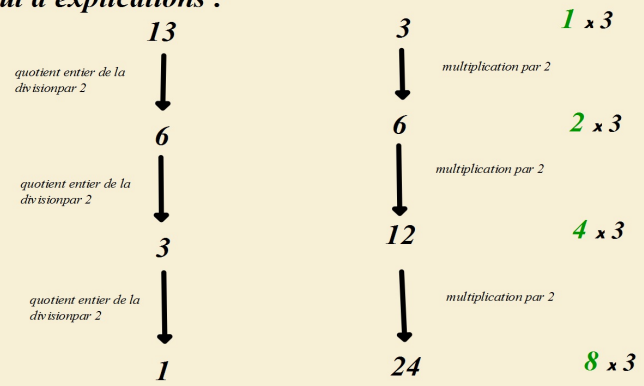 d'explications :
13 3 1 x 3
quotient entier de la multiplication par 2
divisionpar 2
6 6 2 x 3
quotient entier de la multiplication par 2
divisionpar 2
3 12 4 x 3
quotient entier de la multiplication par 2
divisionpar 2
1 24 8 x 3